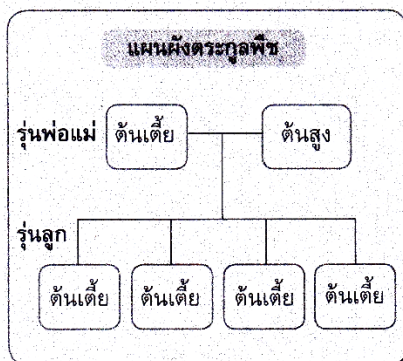 แผนผังตระกูลพืช
รุ่นพ่อแม่ ต้นเตี้ย ต้นสูง
รุ่นลูก
ต้นเตี้ย ต้นเตี้ย ต้นเตี้ย ต้นเตี้ย